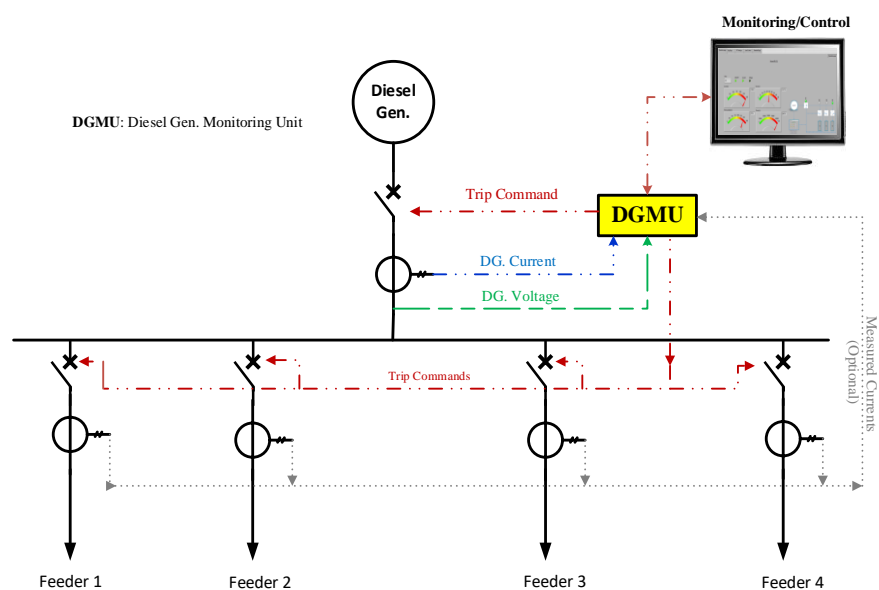 Monitoring/Control
Diesel
Gen.
DGMU: Diesel Gen. Monitoring Unit
Trip Command
DGMU
DG. Current
DG. Voltage
Measured Currents
(Optional)
Trip Commands
Feeder 1
Feeder 2
Feeder 3
Feeder 4